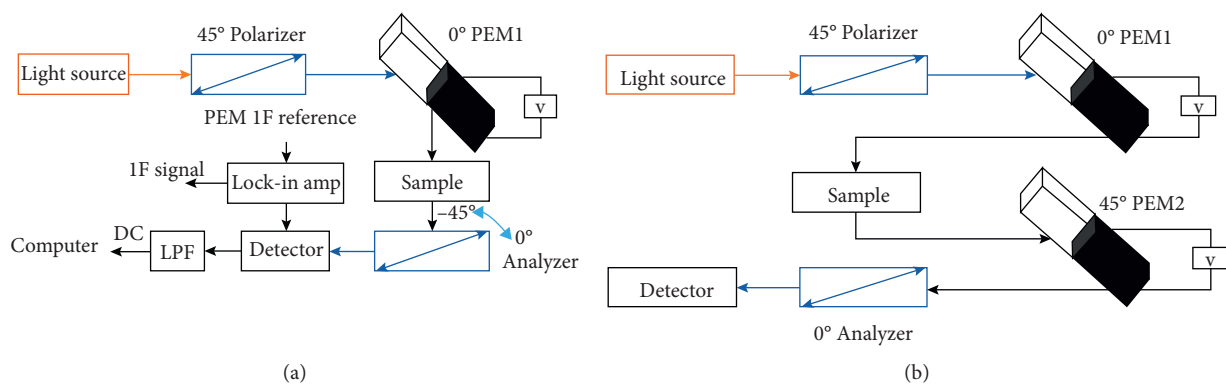 45° Polarizer
0° PEM1
Light source
v
PEM 1F reference
1F signal
Lock-in amp
Sample
–45°
0°
Analyzer
Computer
DC
LPF
Detector
(a)
45° Polarizer
0° PEM1
Light source
v
Sample
45° PEM2
v
Detector
0° Analyzer
(b)